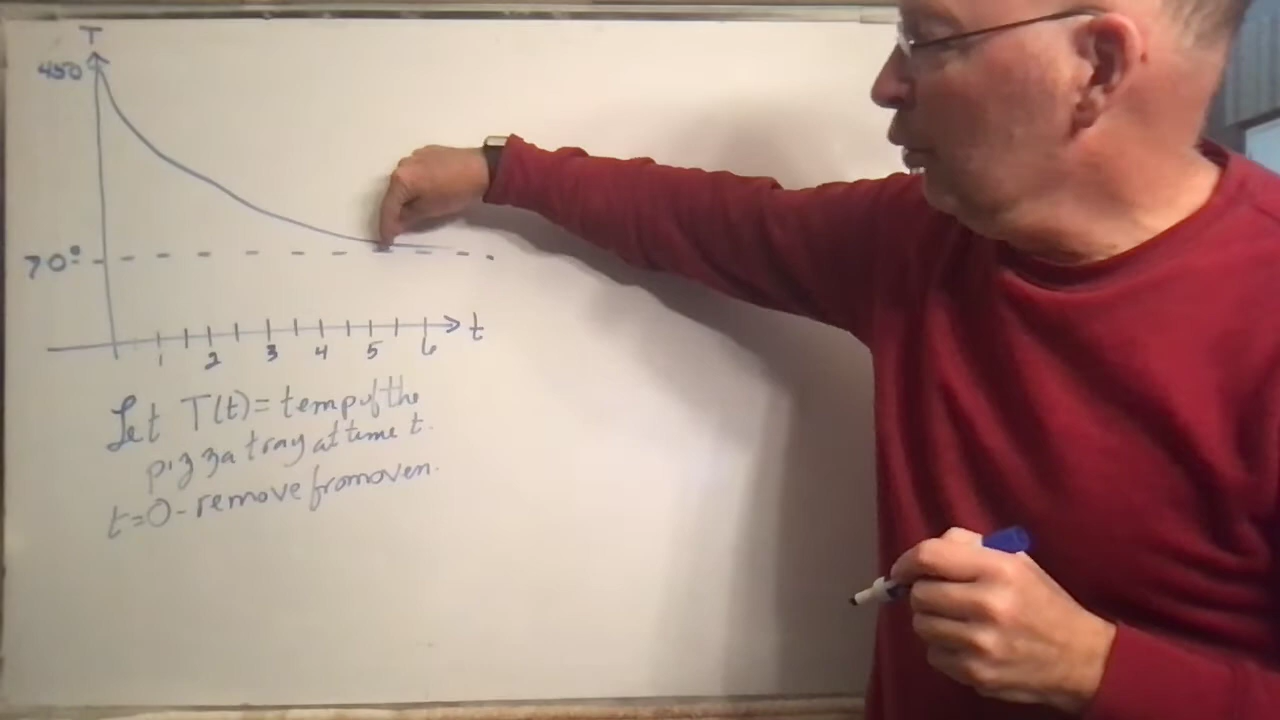 T
450
70°
t
1 2 3 4 5 6
Let T(t) = temp of the
pizza tray at time t.
t=0 - remove from oven.